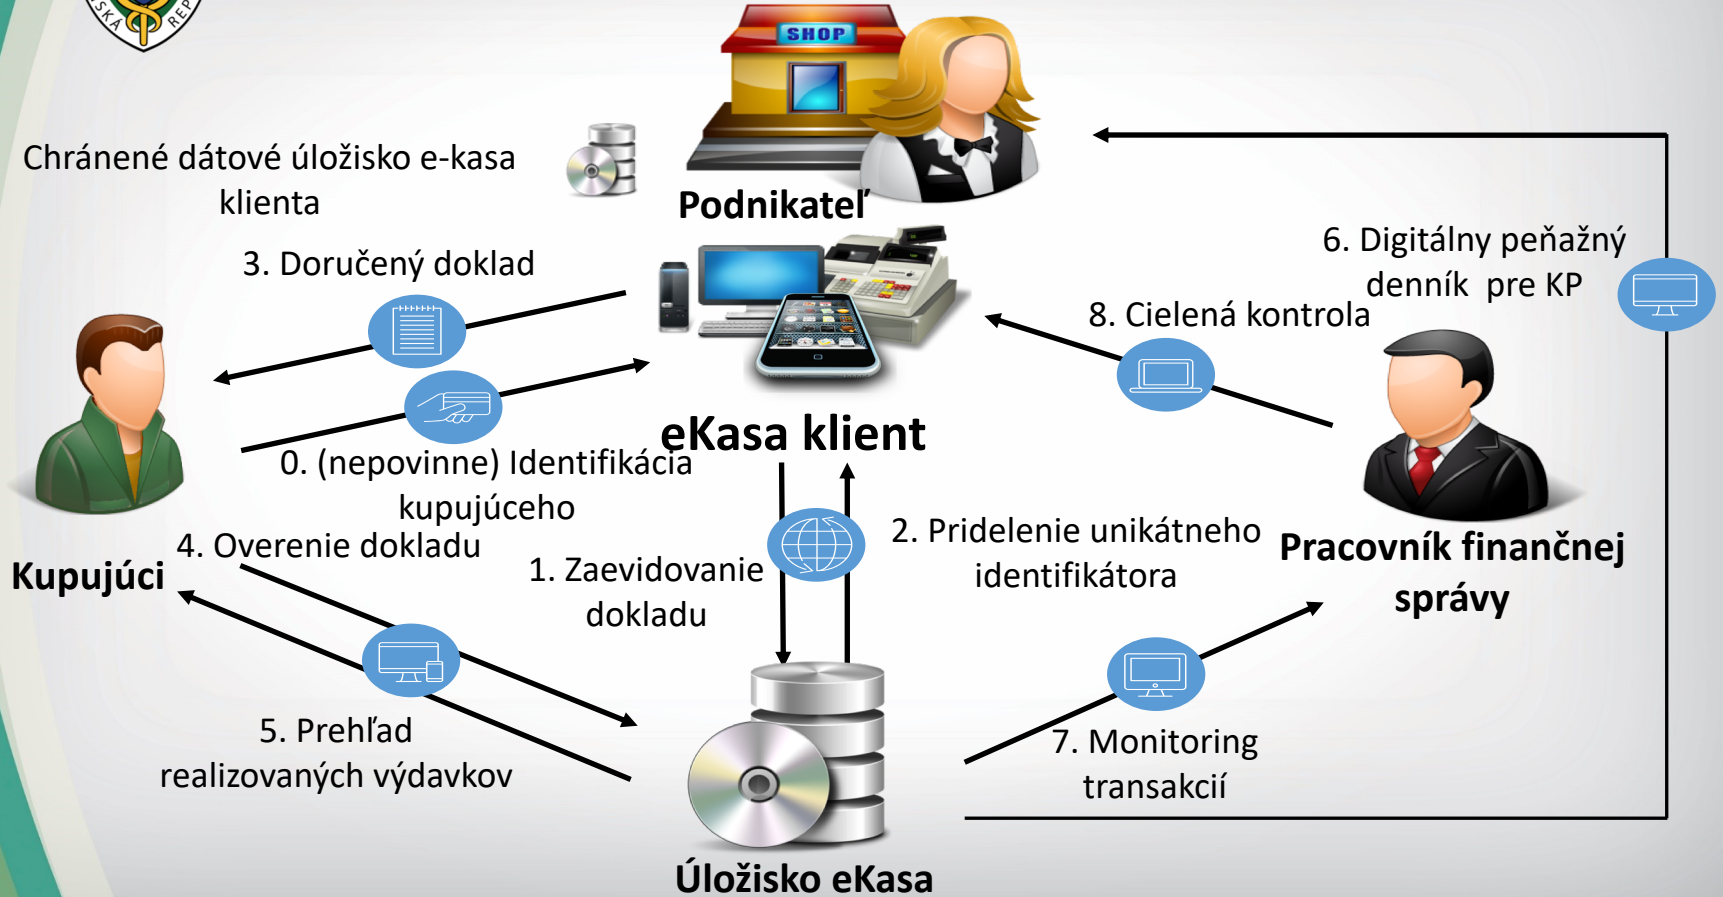 SKÁ REP
SHOP
Chránené dátové úložisko e-kasa
klienta
Podnikateľ
3. Doručený doklad
6. Digitálny peňažný
denník pre KP
8. Cielená kontrola
eKasa klient
0. (nepovinne) Identifikácia
kupujúceho
4. Overenie dokladu
Kupujúci
1. Zaevidovanie
dokladu
2. Pridelenie unikátneho
identifikátora
Pracovník finančnej
správy
5. Prehľad
realizovaných výdavkov
7. Monitoring
transakcií
Úložisko eKasa